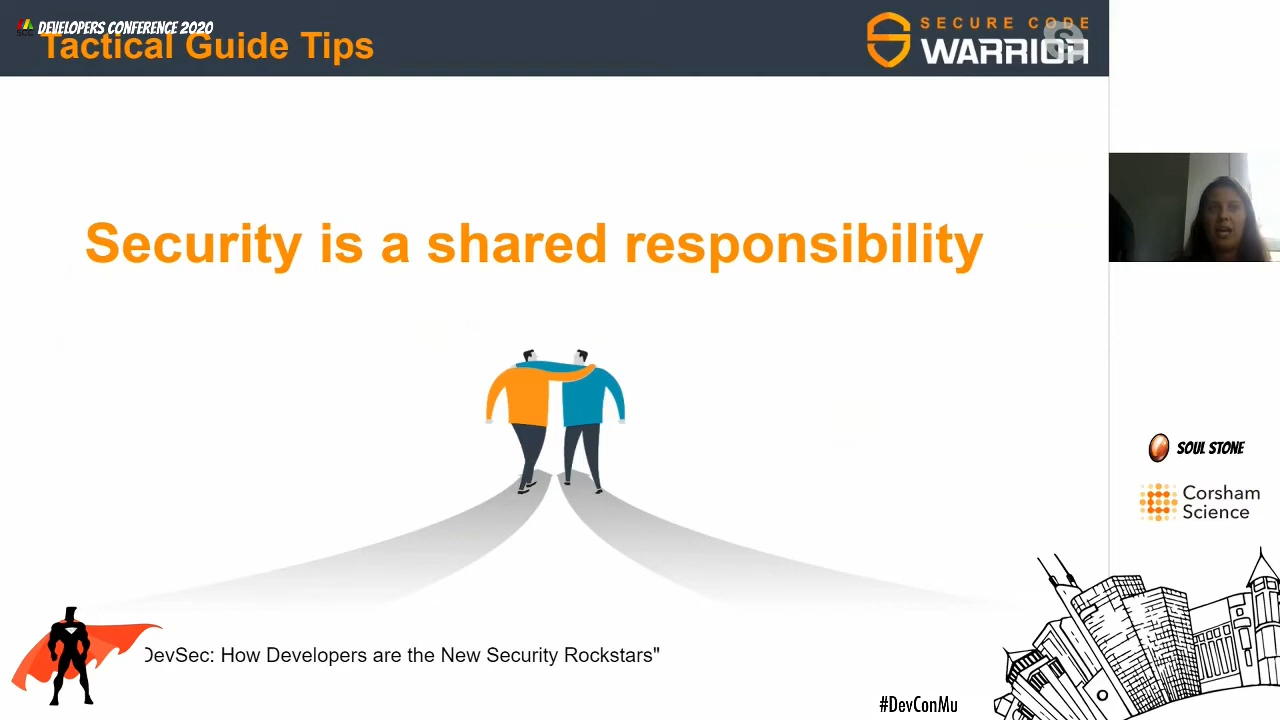 DEVELOPERS CONFERENCE 2020
Tactical Guide Tips
SECURE CODE
WARRIOR
Security is a shared responsibility
SOUL STONE
Corsham
Science
DevSec: How Developers are the New Security Rockstars"
#DevConMu